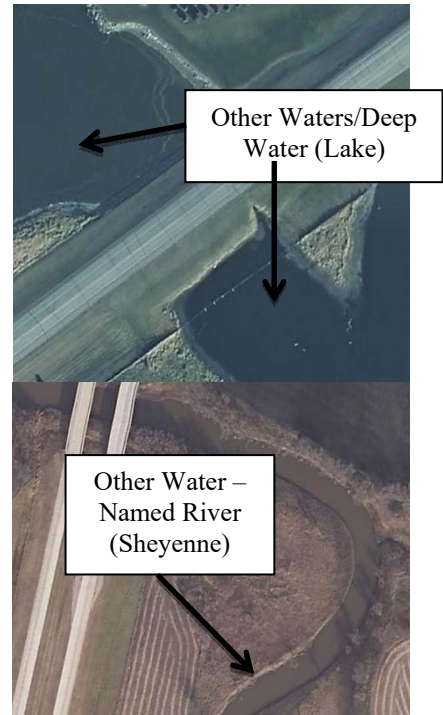 Other Waters/Deep
Water (Lake)
Other Water –
Named River
(Sheyenne)